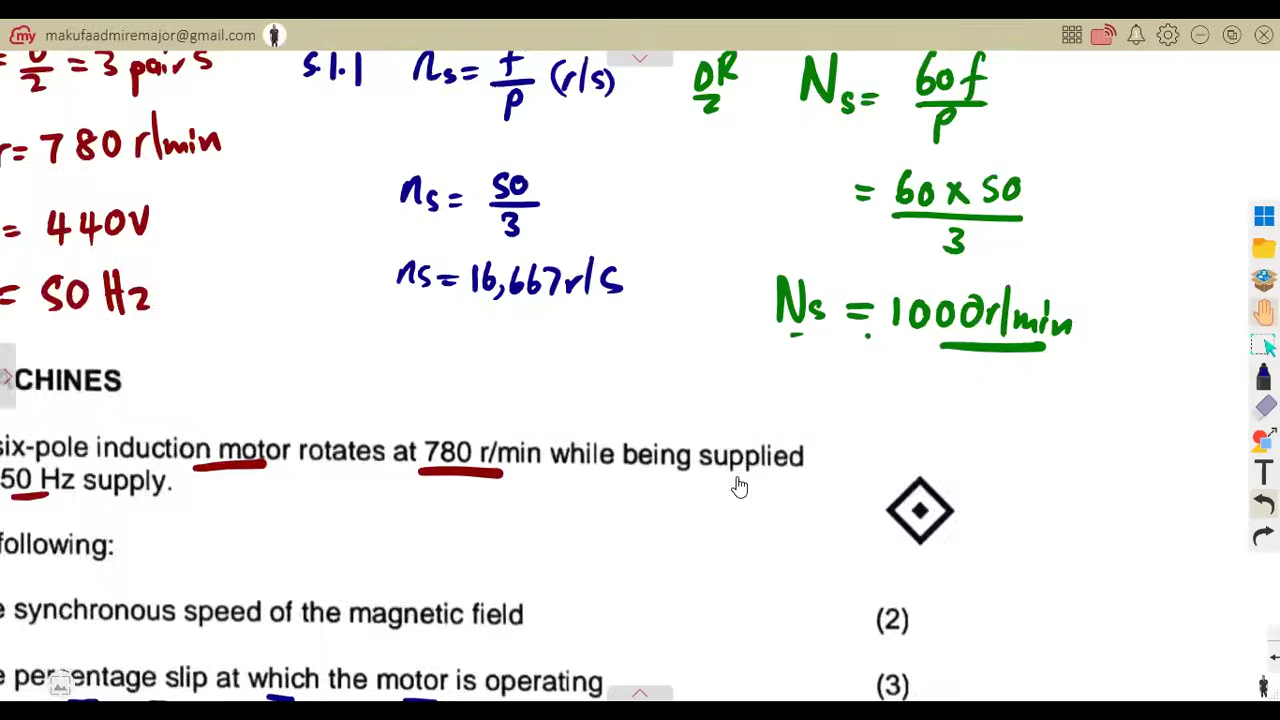 makufaadmiremajor@gmail.com
= 6/2 = 3 pairs
r= 780 r/min
= 440V
= 50 Hz
5.1.1 ns = f/p (r/s)
ns = 50/3
ns = 16,667r/s
OR
Ns = 60f/p
= 60 x 50/3
Ns = 1000r/min
CHINES
six-pole induction motor rotates at 780 r/min while being supplied
50 Hz supply.
following:
e synchronous speed of the magnetic field (2)
e percentage slip at which the motor is operating (3)